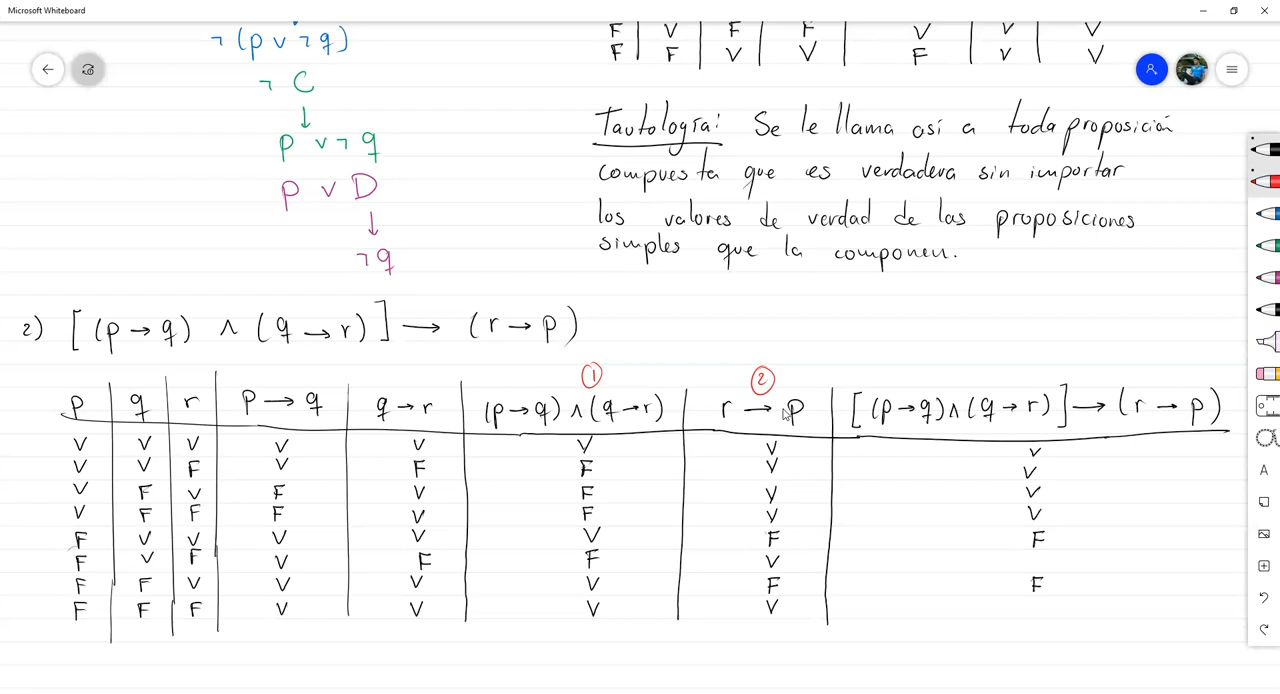 Microsoft Whiteboard
¬ (p ∨ ¬q)
¬ C
↓
p ∨ ¬ q
p ∨ D
↓
¬q
F | V | F | F | V | V | V
F | F | V | V | F | V | V
Tautología: Se le llama así a toda proposición
compuesta que es verdadera sin importar
los valores de verdad de las proposiciones
simples que la componen.
2) [(p → q) ∧ (q → r)] → (r → p)
① ②
p | q | r | p → q | q → r | (p → q) ∧ (q → r) | r → p | [(p → q) ∧ (q → r)] → (r → p)
V | V | V | V | V | V | V | V
V | V | F | V | F | F | V | V
V | F | V | F | V | F | V | V
V | F | F | F | V | F | V | V
F | V | V | V | V | V | F | F
F | V | F | V | F | F | V
F | F | V | V | V | V | F | F
F | F | F | V | V | V | V
A